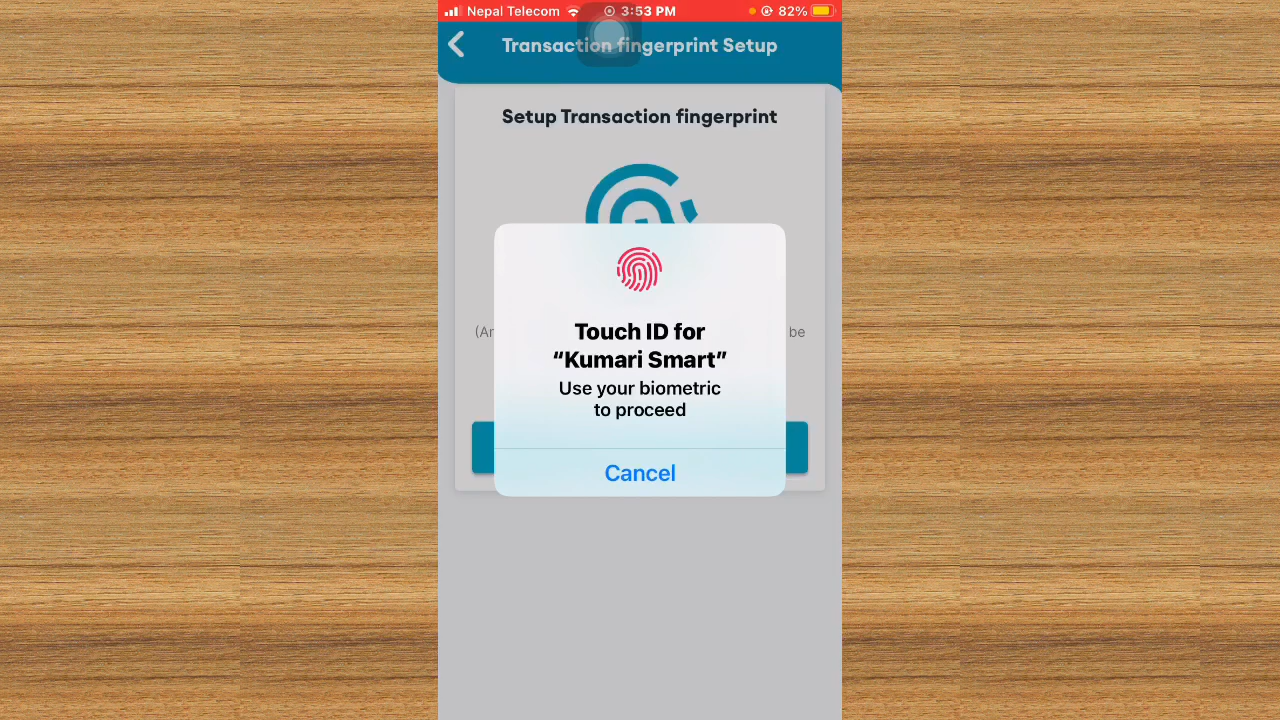 Nepal Telecom 3:53 PM 82%
Transaction fingerprint Setup
Setup Transaction fingerprint
be
Touch ID for
“Kumari Smart”
Use your biometric
to proceed
Cancel